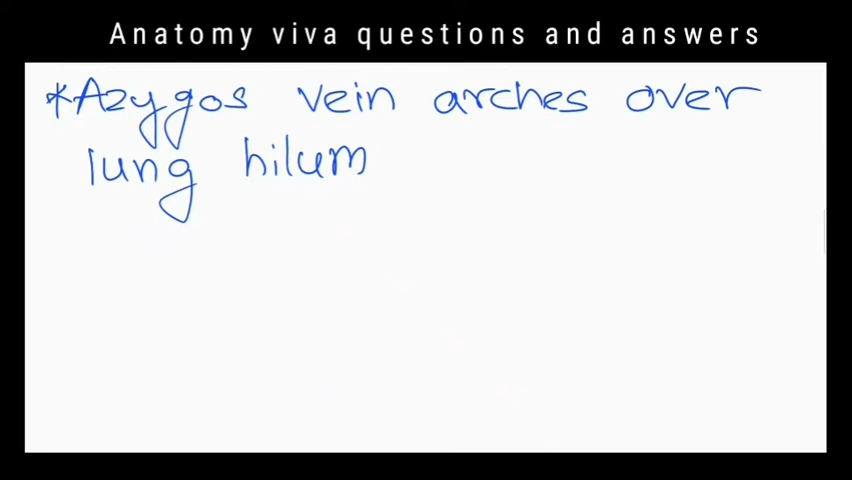 Anatomy viva questions and answers
*Azygos vein arches over
lung hilum